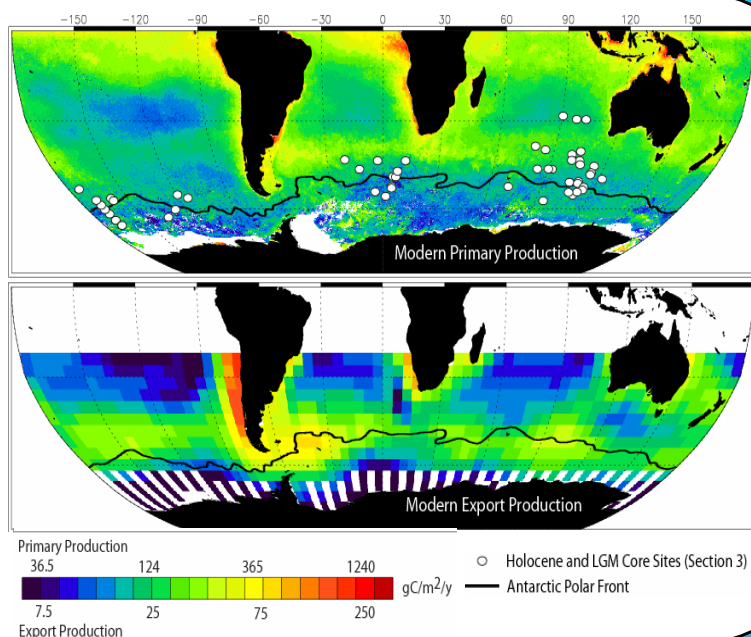 −150 −120 −90 −60 −30 0 30 60 90 120 150
Modern Primary Production
Modern Export Production
Primary Production
36.5 124 365 1240
gC/m²/y
7.5 25 75 250
Export Production
Holocene and LGM Core Sites (Section 3)
Antarctic Polar Front